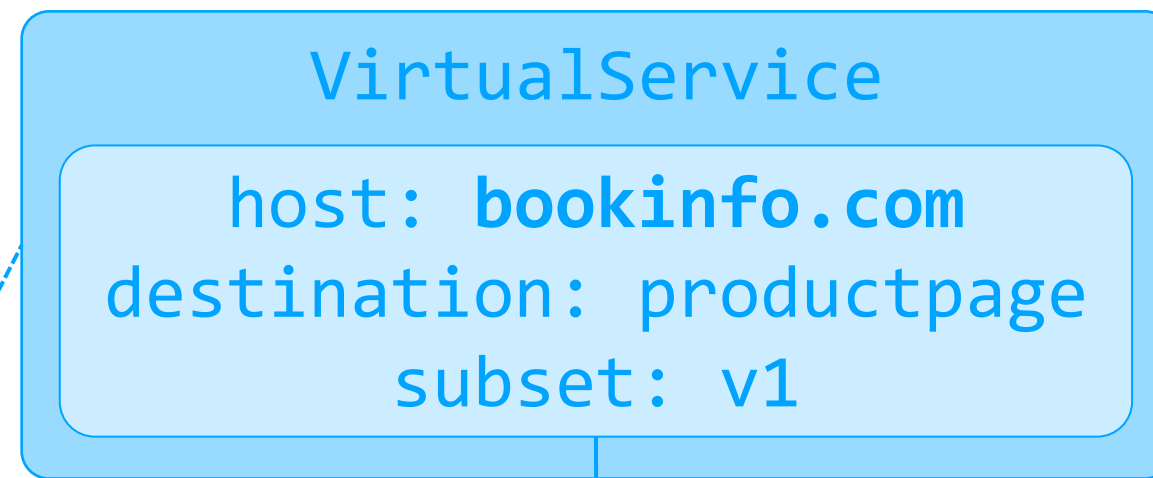 VirtualService
host: bookinfo.com
destination: productpage
subset: v1